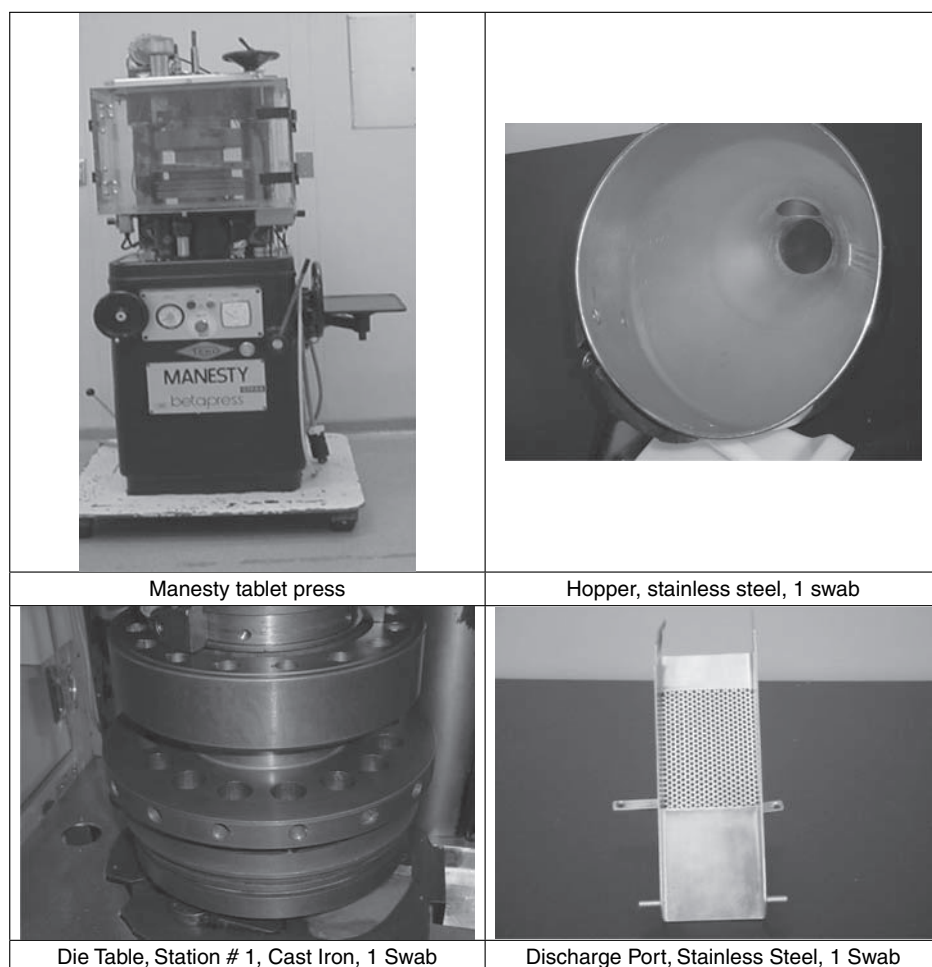 MANESTY
betapress
Manesty tablet press
Hopper, stainless steel, 1 swab
Die Table, Station # 1, Cast Iron, 1 Swab
Discharge Port, Stainless Steel, 1 Swab